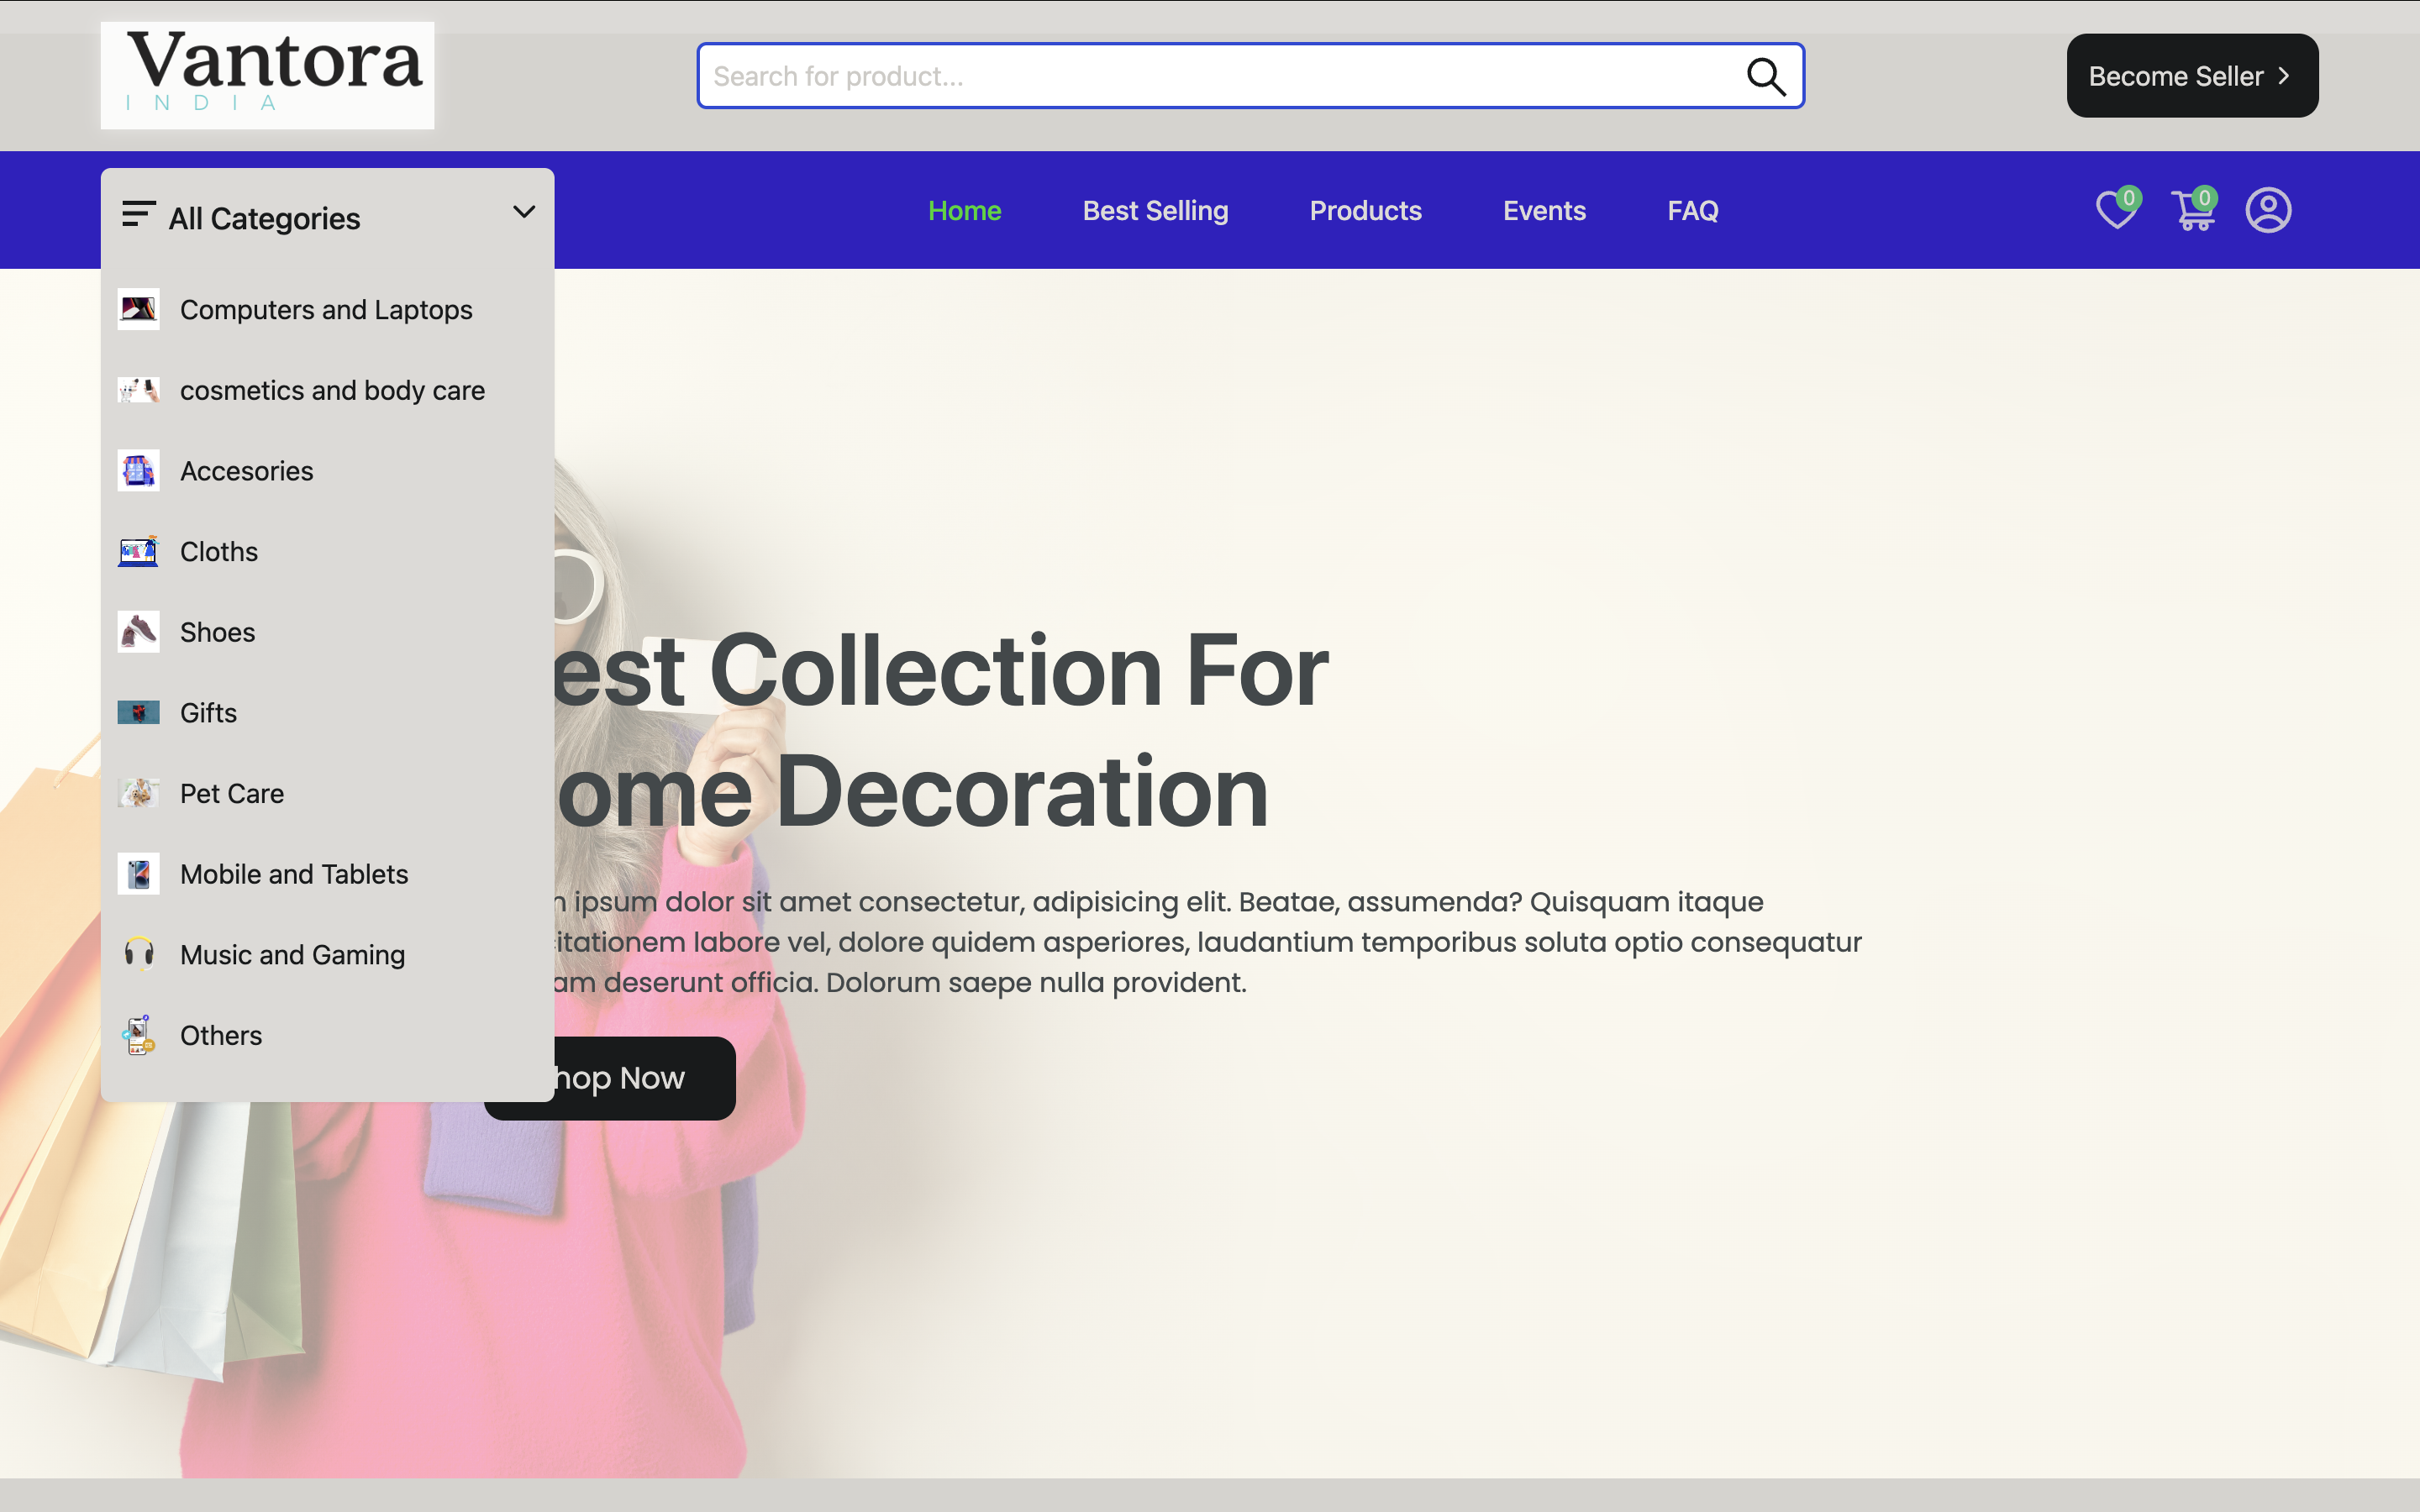 Vantora
INDIA
Search for product...
Become Seller
All Categories
Home
Best Selling
Products
Events
FAQ
0
0
Computers and Laptops
cosmetics and body care
Accesories
Cloths
Shoes
Gifts
Pet Care
Mobile and Tablets
Music and Gaming
Others
est Collection For
ome Decoration
ipsum dolor sit amet consectetur, adipisicing elit. Beatae, assumenda? Quisquam itaque
citationem labore vel, dolore quidem asperiores, laudantium temporibus soluta optio consequatur
am deserunt officia. Dolorum saepe nulla provident.
hop Now